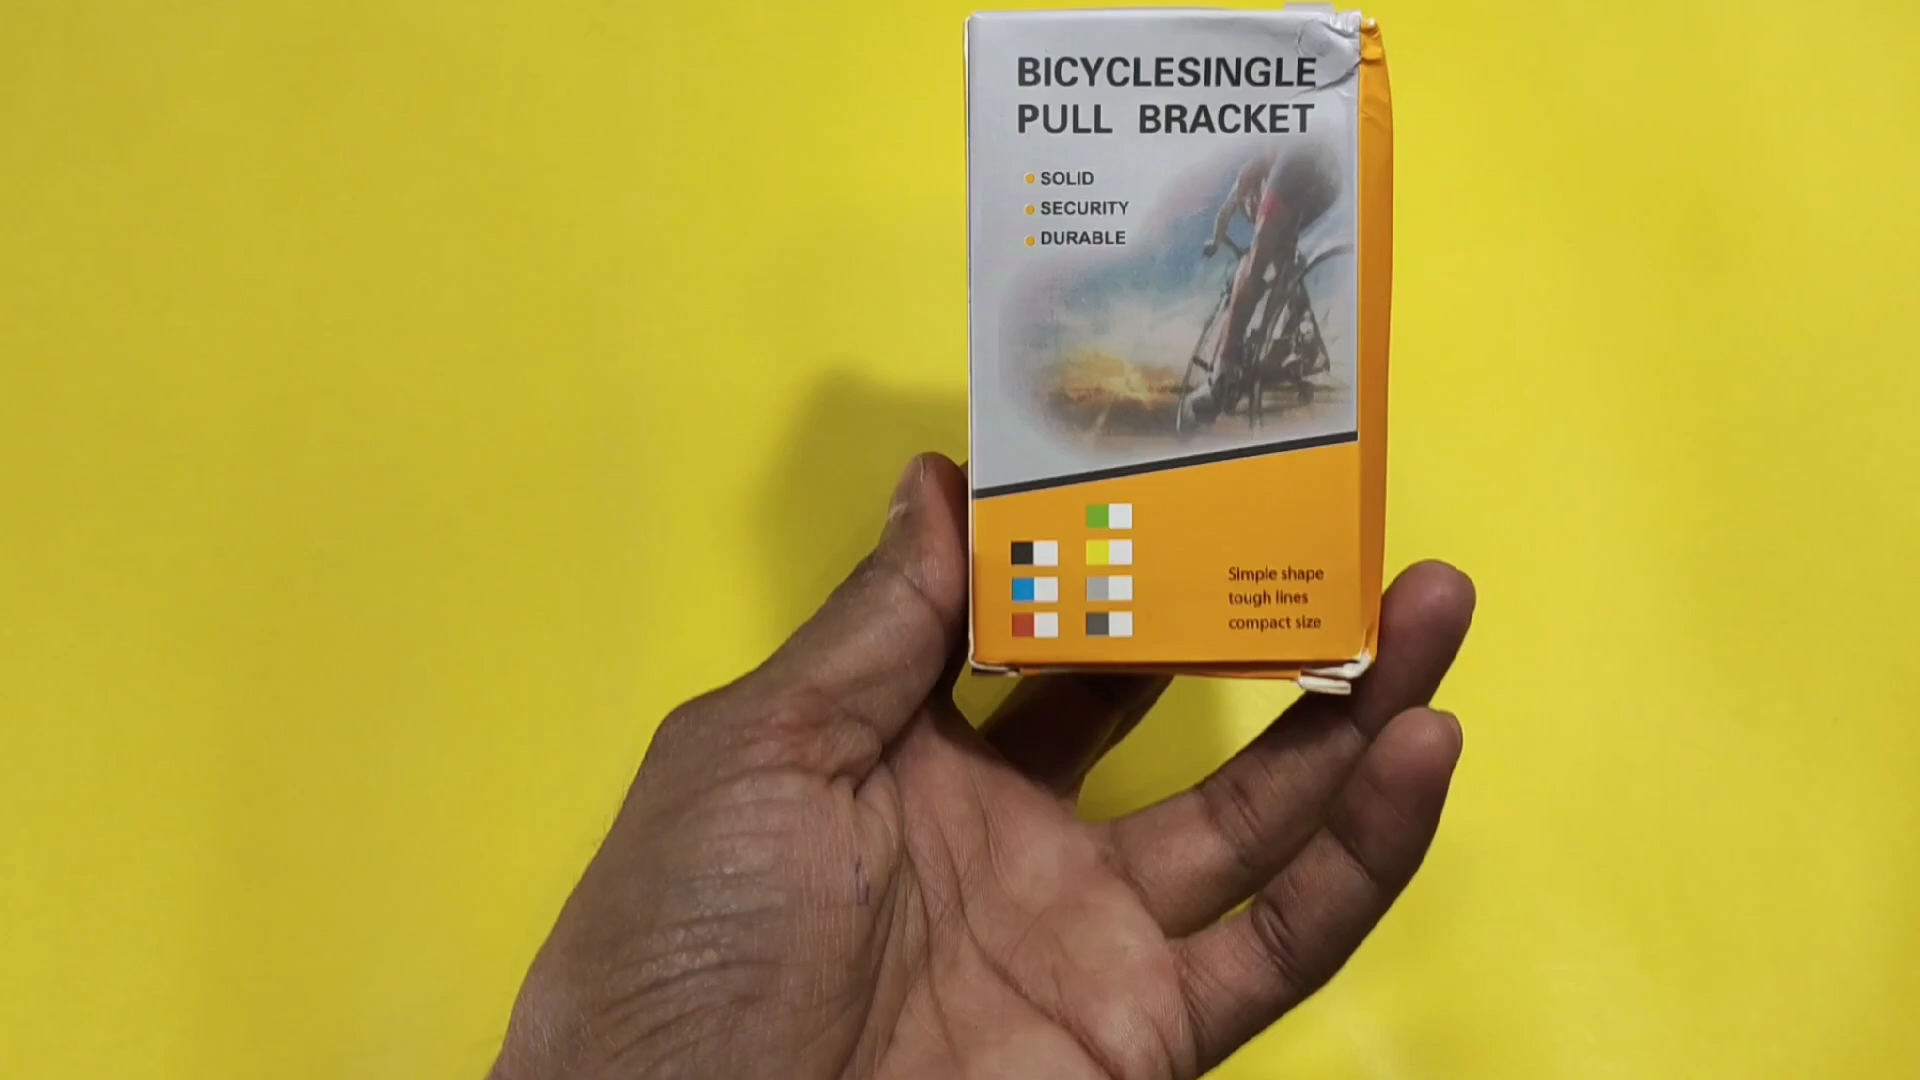 BICYCLESINGLE
PULL BRACKET
SOLID
SECURITY
DURABLE
Simple shape
tough lines
compact size